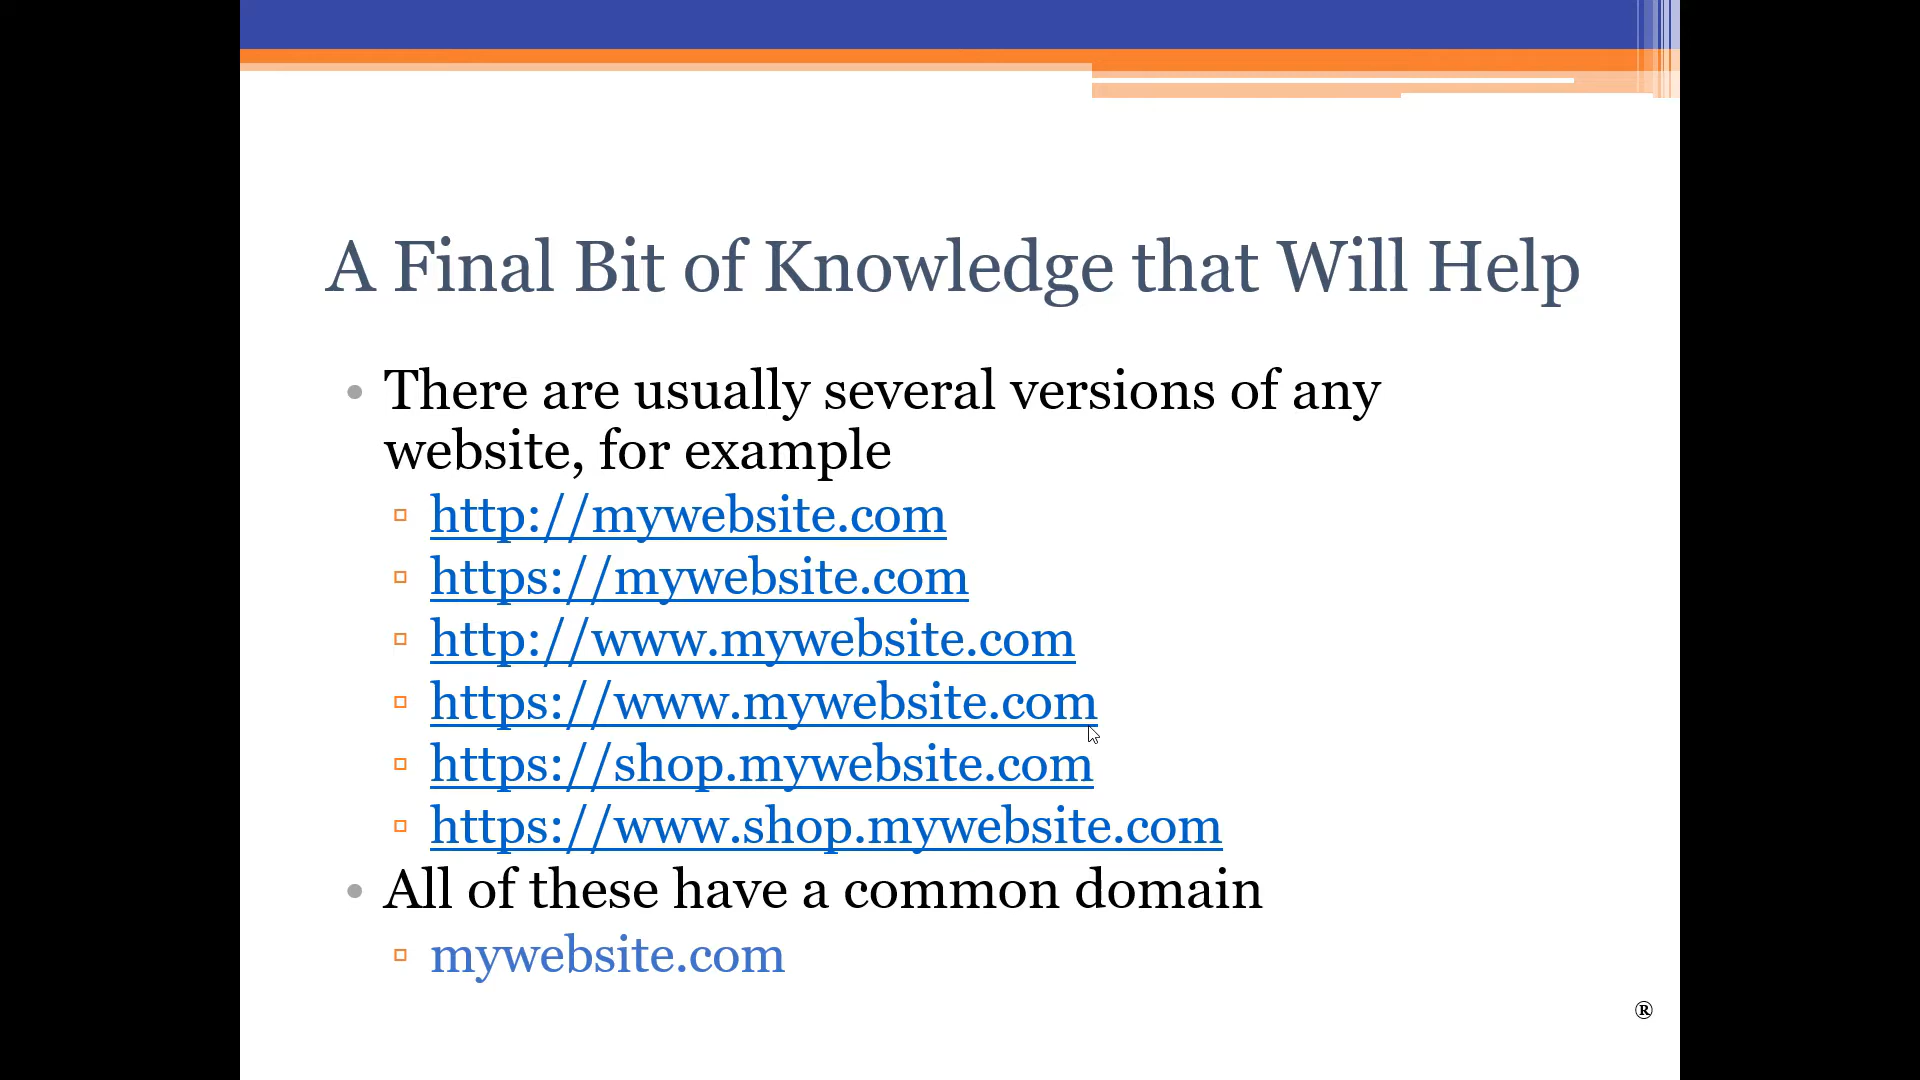 A Final Bit of Knowledge that Will Help
• There are usually several versions of any
website, for example
▫ http://mywebsite.com
▫ https://mywebsite.com
▫ http://www.mywebsite.com
▫ https://www.mywebsite.com
▫ https://shop.mywebsite.com
▫ https://www.shop.mywebsite.com
• All of these have a common domain
▫ mywebsite.com
®